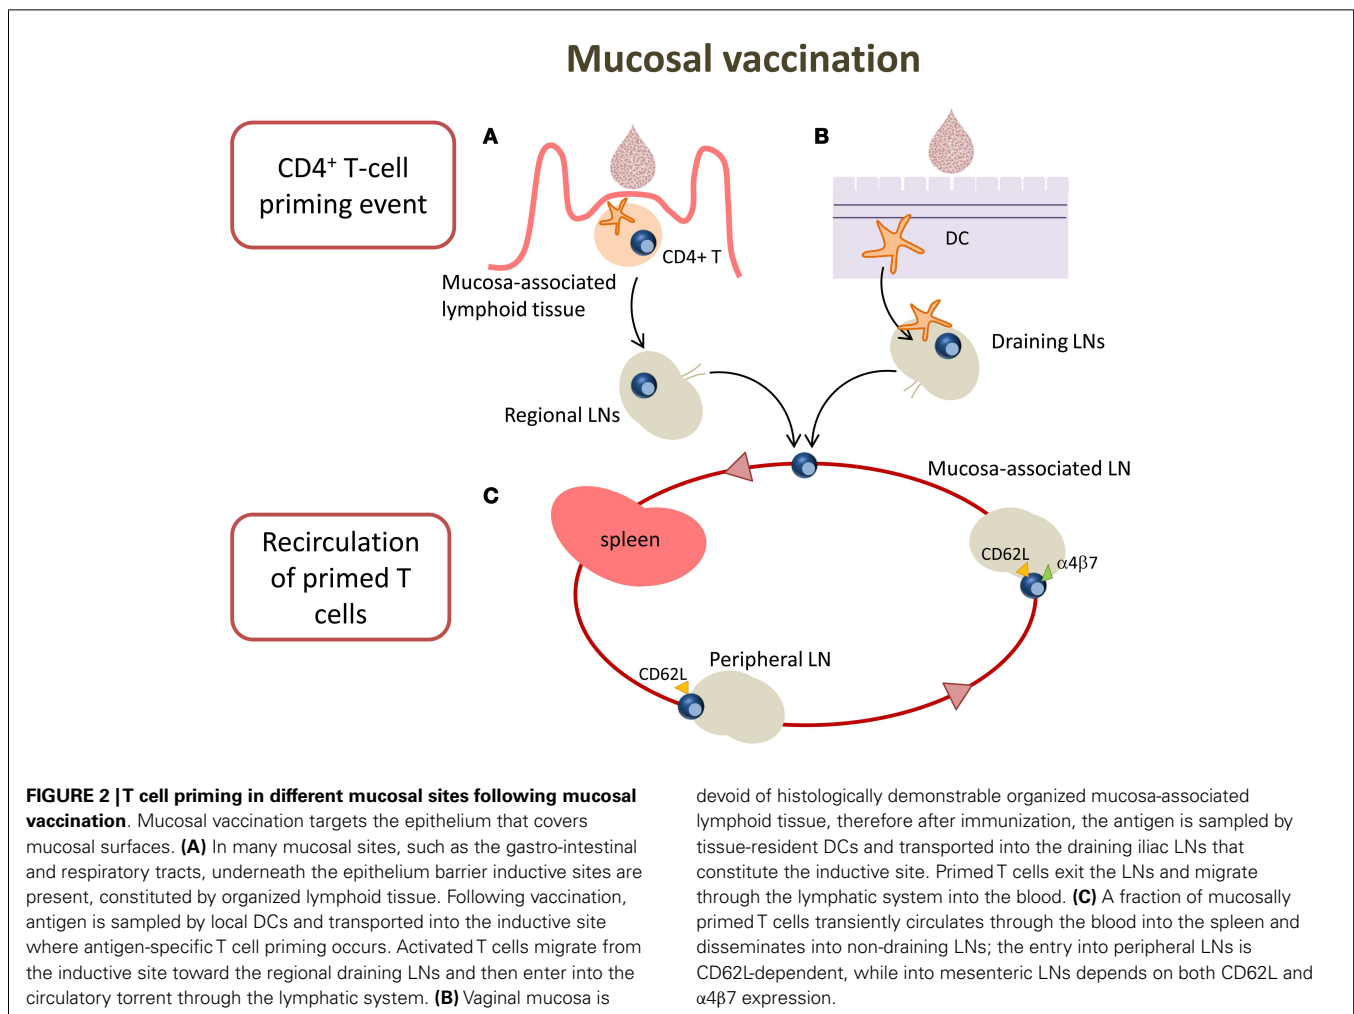 Mucosal vaccination
CD4⁺ T-cell
priming event
A
CD4+ T
Mucosa-associated
lymphoid tissue
Regional LNs
B
DC
Draining LNs
Recirculation
of primed T
cells
C
spleen
Mucosa-associated LN
CD62L
α4β7
Peripheral LN
CD62L
FIGURE 2 | T cell priming in different mucosal sites following mucosal
vaccination. Mucosal vaccination targets the epithelium that covers
mucosal surfaces. (A) In many mucosal sites, such as the gastro-intestinal
and respiratory tracts, underneath the epithelium barrier inductive sites are
present, constituted by organized lymphoid tissue. Following vaccination,
antigen is sampled by local DCs and transported into the inductive site
where antigen-specific T cell priming occurs. Activated T cells migrate from
the inductive site toward the regional draining LNs and then enter into the
circulatory torrent through the lymphatic system. (B) Vaginal mucosa is
devoid of histologically demonstrable organized mucosa-associated
lymphoid tissue, therefore after immunization, the antigen is sampled by
tissue-resident DCs and transported into the draining iliac LNs that
constitute the inductive site. Primed T cells exit the LNs and migrate
through the lymphatic system into the blood. (C) A fraction of mucosally
primed T cells transiently circulates through the blood into the spleen and
disseminates into non-draining LNs; the entry into peripheral LNs is
CD62L-dependent, while into mesenteric LNs depends on both CD62L and
α4β7 expression.